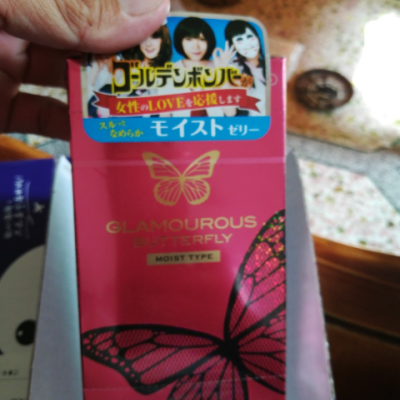 ゴールデンボンバーが
女性のLOVEを応援します
スルーっと
なめらか モイストゼリー
GLAMOUROUS
BUTTERFLY
MOIST TYPE